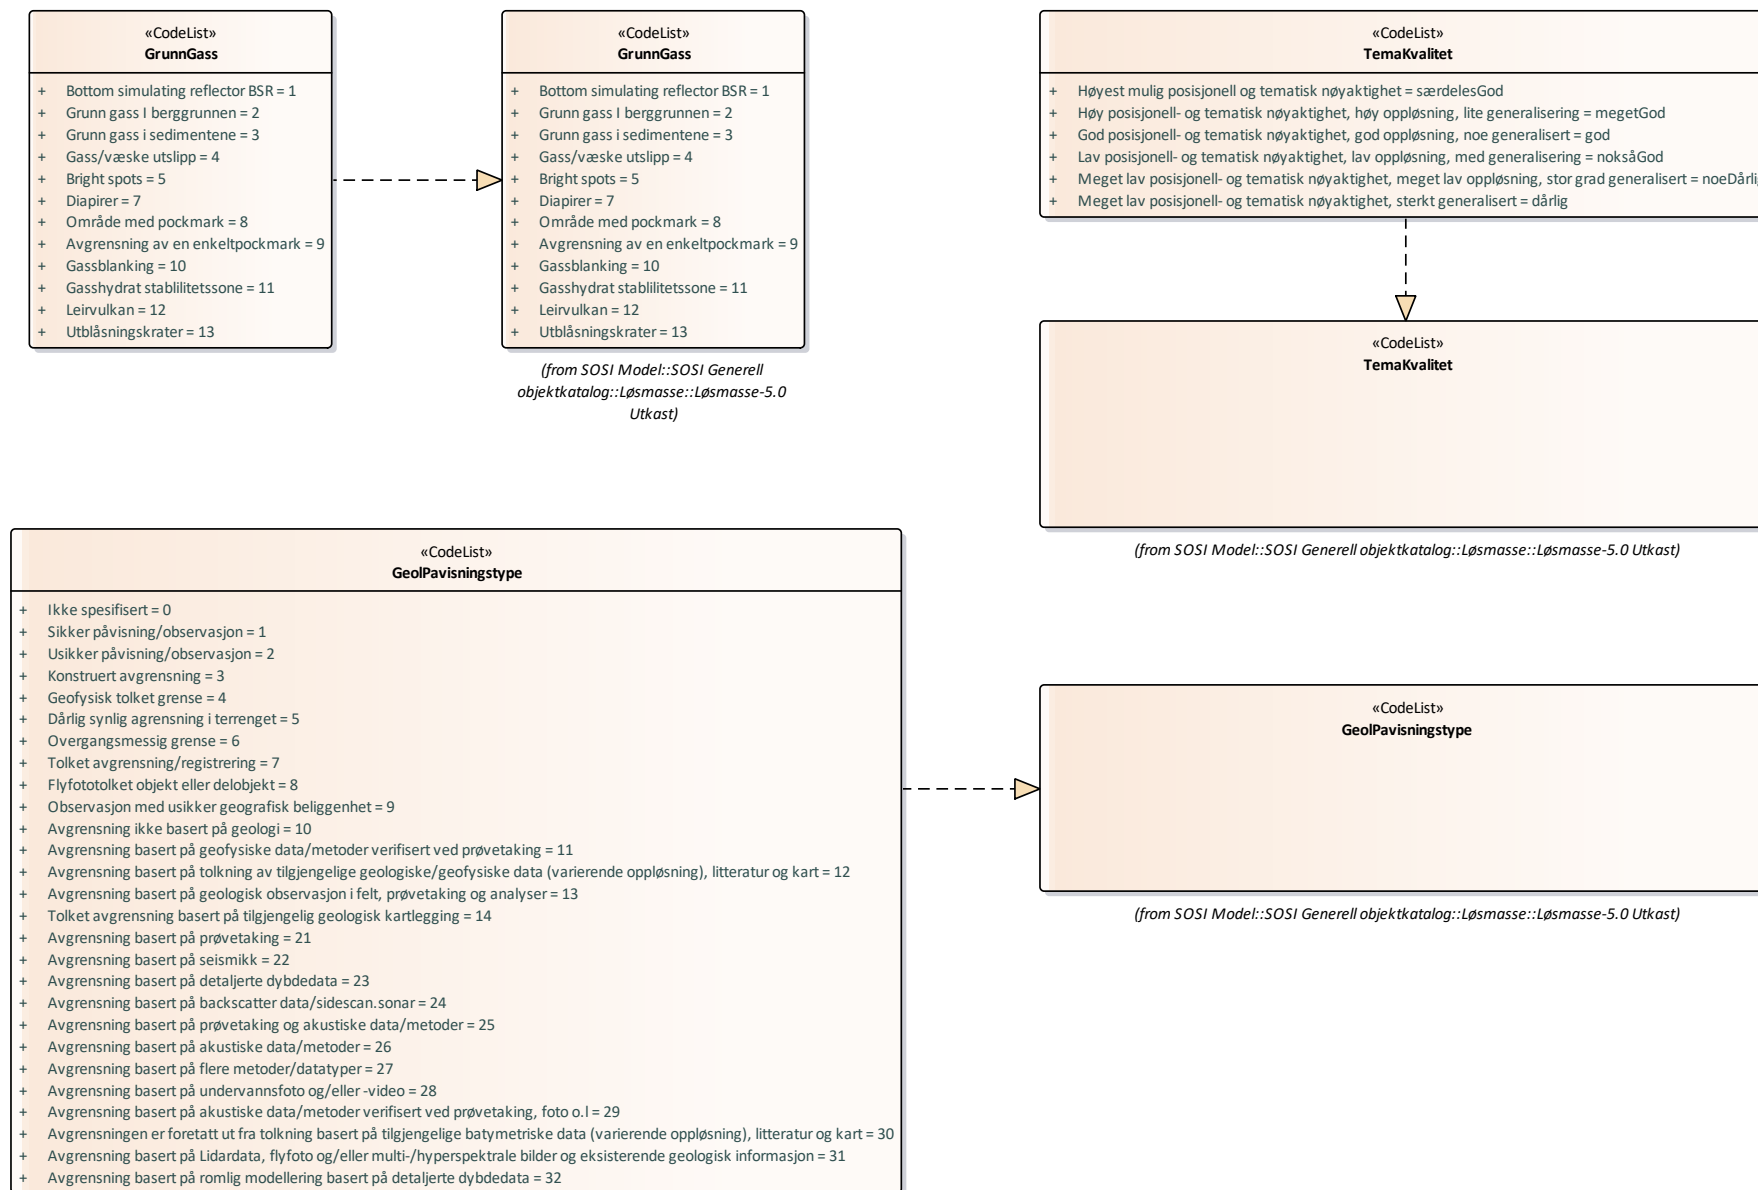 «CodeList»
GrunnGass
+ Bottom simulating reflector BSR = 1
+ Grunn gass I berggrunnen = 2
+ Grunn gass i sedimentene = 3
+ Gass/væske utslipp = 4
+ Bright spots = 5
+ Diapirer = 7
+ Område med pockmark = 8
+ Avgrensning av en enkeltpockmark = 9
+ Gassblanking = 10
+ Gasshydrat stablilitetssone = 11
+ Leirvulkan = 12
+ Utblåsningskrater = 13
«CodeList»
GrunnGass
+ Bottom simulating reflector BSR = 1
+ Grunn gass I berggrunnen = 2
+ Grunn gass i sedimentene = 3
+ Gass/væske utslipp = 4
+ Bright spots = 5
+ Diapirer = 7
+ Område med pockmark = 8
+ Avgrensning av en enkeltpockmark = 9
+ Gassblanking = 10
+ Gasshydrat stablilitetssone = 11
+ Leirvulkan = 12
+ Utblåsningskrater = 13
(from SOSI Model::SOSI Generell
objektkatalog::Løsmasse::Løsmasse-5.0
Utkast)
«CodeList»
TemaKvalitet
+ Høyest mulig posisjonell og tematisk nøyaktighet = særdelesGod
+ Høy posisjonell- og tematisk nøyaktighet, høy oppløsning, lite generalisering = megetGod
+ God posisjonell- og tematisk nøyaktighet, god oppløsning, noe generalisert = god
+ Lav posisjonell- og tematisk nøyaktighet, lav oppløsning, med generalisering = noksåGod
+ Meget lav posisjonell- og tematisk nøyaktighet, meget lav oppløsning, stor grad generalisert = noeDårli
+ Meget lav posisjonell- og tematisk nøyaktighet, sterkt generalisert = dårlig
«CodeList»
TemaKvalitet
(from SOSI Model::SOSI Generell objektkatalog::Løsmasse::Løsmasse-5.0 Utkast)
«CodeList»
GeolPavisningstype
+ Ikke spesifisert = 0
+ Sikker påvisning/observasjon = 1
+ Usikker påvisning/observasjon = 2
+ Konstruert avgrensning = 3
+ Geofysisk tolket grense = 4
+ Dårlig synlig agrensning i terrenget = 5
+ Overgangsmessig grense = 6
+ Tolket avgrensning/registrering = 7
+ Flyfototolket objekt eller delobjekt = 8
+ Observasjon med usikker geografisk beliggenhet = 9
+ Avgrensning ikke basert på geologi = 10
+ Avgrensning basert på geofysiske data/metoder verifisert ved prøvetaking = 11
+ Avgrensning basert på tolkning av tilgjengelige geologiske/geofysiske data (varierende oppløsning), litteratur og kart = 12
+ Avgrensning basert på geologisk observasjon i felt, prøvetaking og analyser = 13
+ Tolket avgrensning basert på tilgjengelig geologisk kartlegging = 14
+ Avgrensning basert på prøvetaking = 21
+ Avgrensning basert på seismikk = 22
+ Avgrensning basert på detaljerte dybdedata = 23
+ Avgrensning basert på backscatter data/sidescan.sonar = 24
+ Avgrensning basert på prøvetaking og akustiske data/metoder = 25
+ Avgrensning basert på akustiske data/metoder = 26
+ Avgrensning basert på flere metoder/datatyper = 27
+ Avgrensning basert på undervannsfoto og/eller -video = 28
+ Avgrensning basert på akustiske data/metoder verifisert ved prøvetaking, foto o.l = 29
+ Avgrensningen er foretatt ut fra tolkning basert på tilgjengelige batymetriske data (varierende oppløsning), litteratur og kart = 30
+ Avgrensning basert på Lidardata, flyfoto og/eller multi-/hyperspektrale bilder og eksisterende geologisk informasjon = 31
+ Avgrensning basert på romlig modellering basert på detaljerte dybdedata = 32
«CodeList»
GeolPavisningstype
(from SOSI Model::SOSI Generell objektkatalog::Løsmasse::Løsmasse-5.0 Utkast)